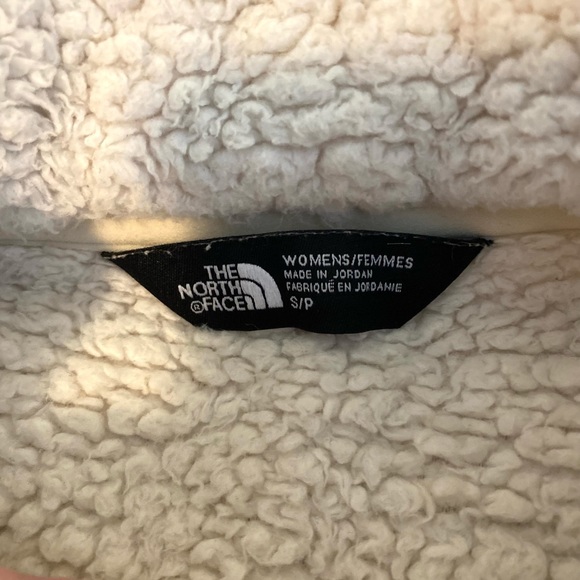 THE
NORTH
®FACE
WOMENS/FEMMES
MADE IN JORDAN
FABRIQUÉ EN JORDANIE
S/P